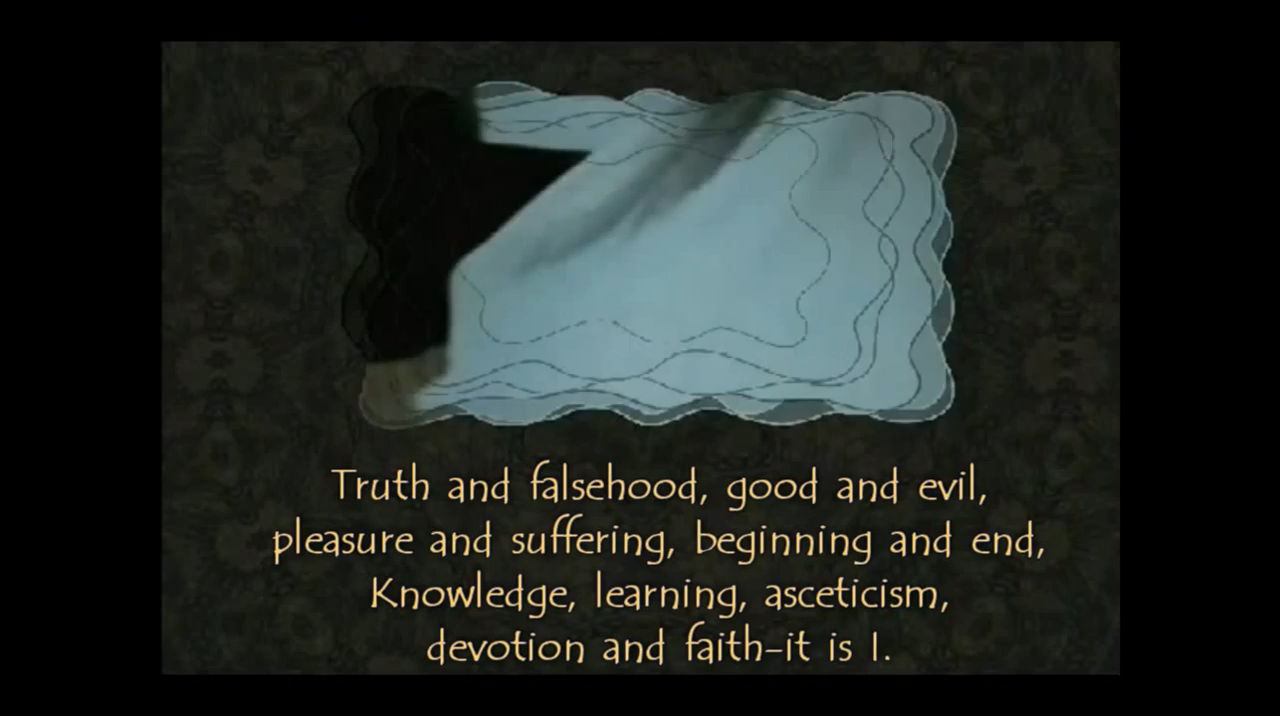 Truth and falsehood, good and evil,
pleasure and suffering, beginning and end,
Knowledge, learning, asceticism,
devotion and faith-it is I.